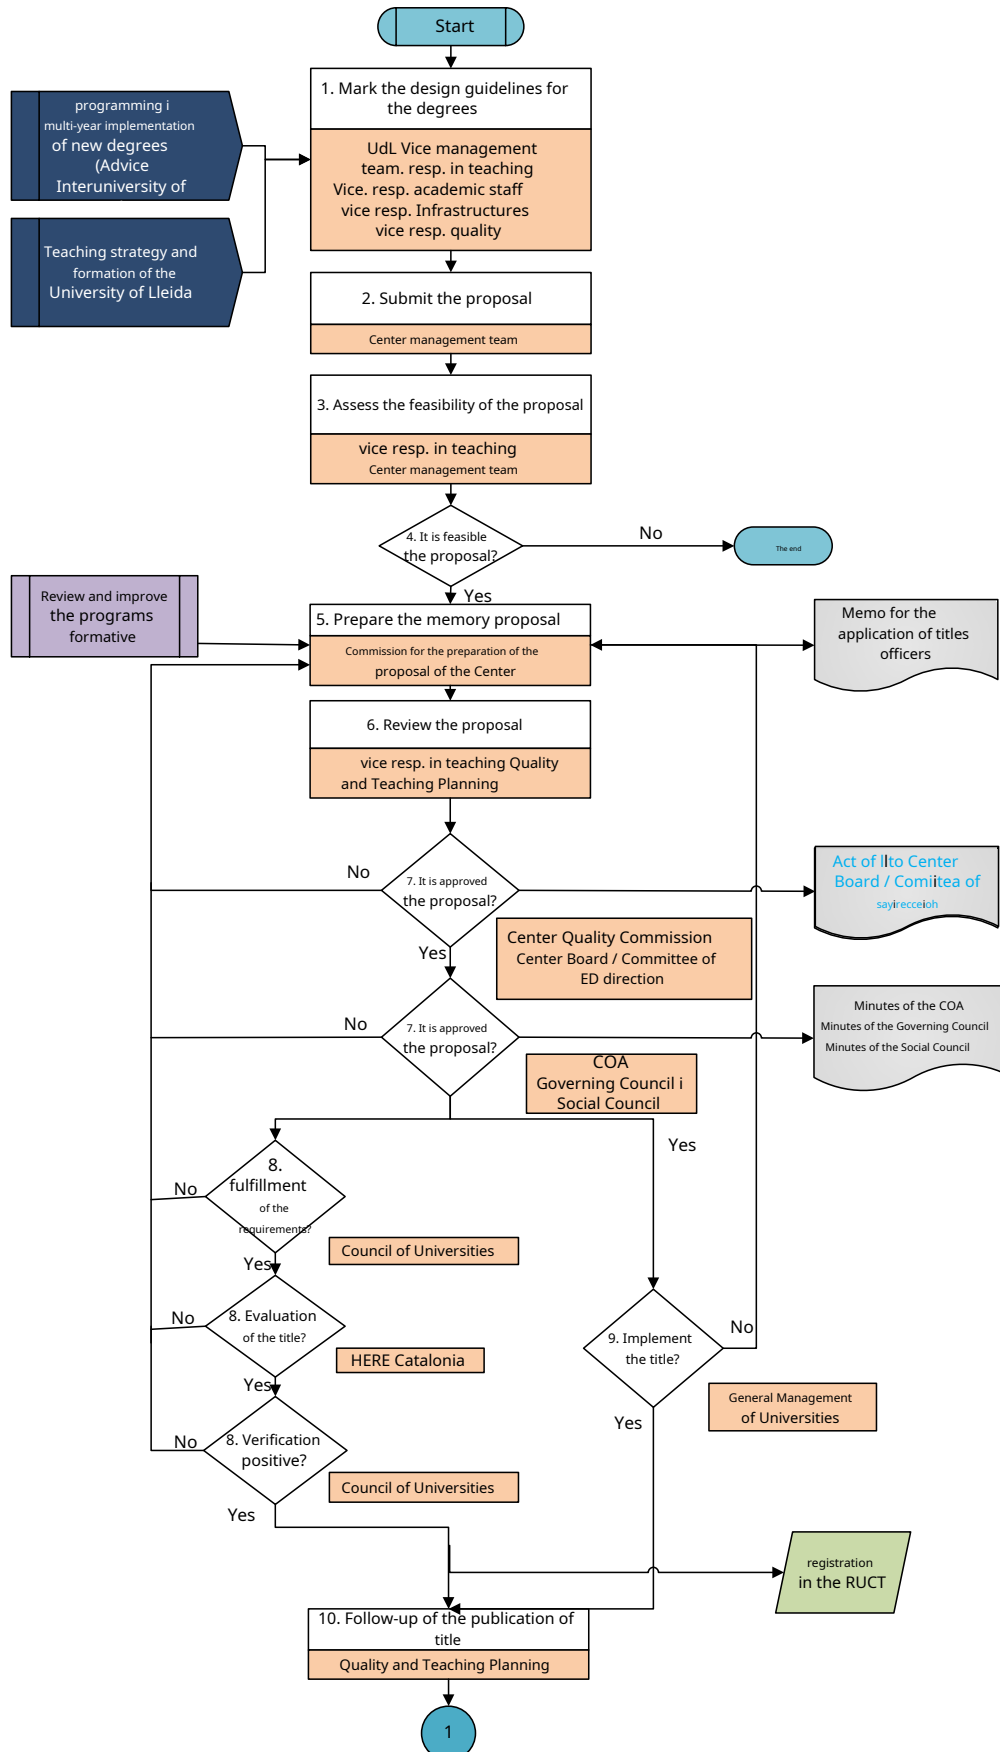 Start
1. Mark the design guidelines for
the degrees
UdL Vice management
team. resp. in teaching
Vice. resp. academic staff
vice resp. Infrastructures
vice resp. quality
programming i
multi-year implementation
of new degrees
(Advice
Interuniversity of
Teaching strategy and
formation of the
University of Lleida
2. Submit the proposal
Center management team
3. Assess the feasibility of the proposal
vice resp. in teaching
Center management team
4. It is feasible
the proposal?
No
The end
Yes
Review and improve
the programs
formative
5. Prepare the memory proposal
Commission for the preparation of the
proposal of the Center
Memo for the
application of titles
officers
6. Review the proposal
vice resp. in teaching Quality
and Teaching Planning
No
7. It is approved
the proposal?
Act of llto Center
Board / Comiitea of
sayirecceioh
Yes
Center Quality Commission
Center Board / Committee of
ED direction
No
7. It is approved
the proposal?
Minutes of the COA
Minutes of the Governing Council
Minutes of the Social Council
COA
Governing Council i
Social Council
Yes
8.
fulfillment
of the
requirements?
No
Council of Universities
Yes
8. Evaluation
of the title?
No
HERE Catalonia
Yes
9. Implement
the title?
No
General Management
of Universities
Yes
8. Verification
positive?
No
Council of Universities
Yes
registration
in the RUCT
10. Follow-up of the publication of
title
Quality and Teaching Planning
1